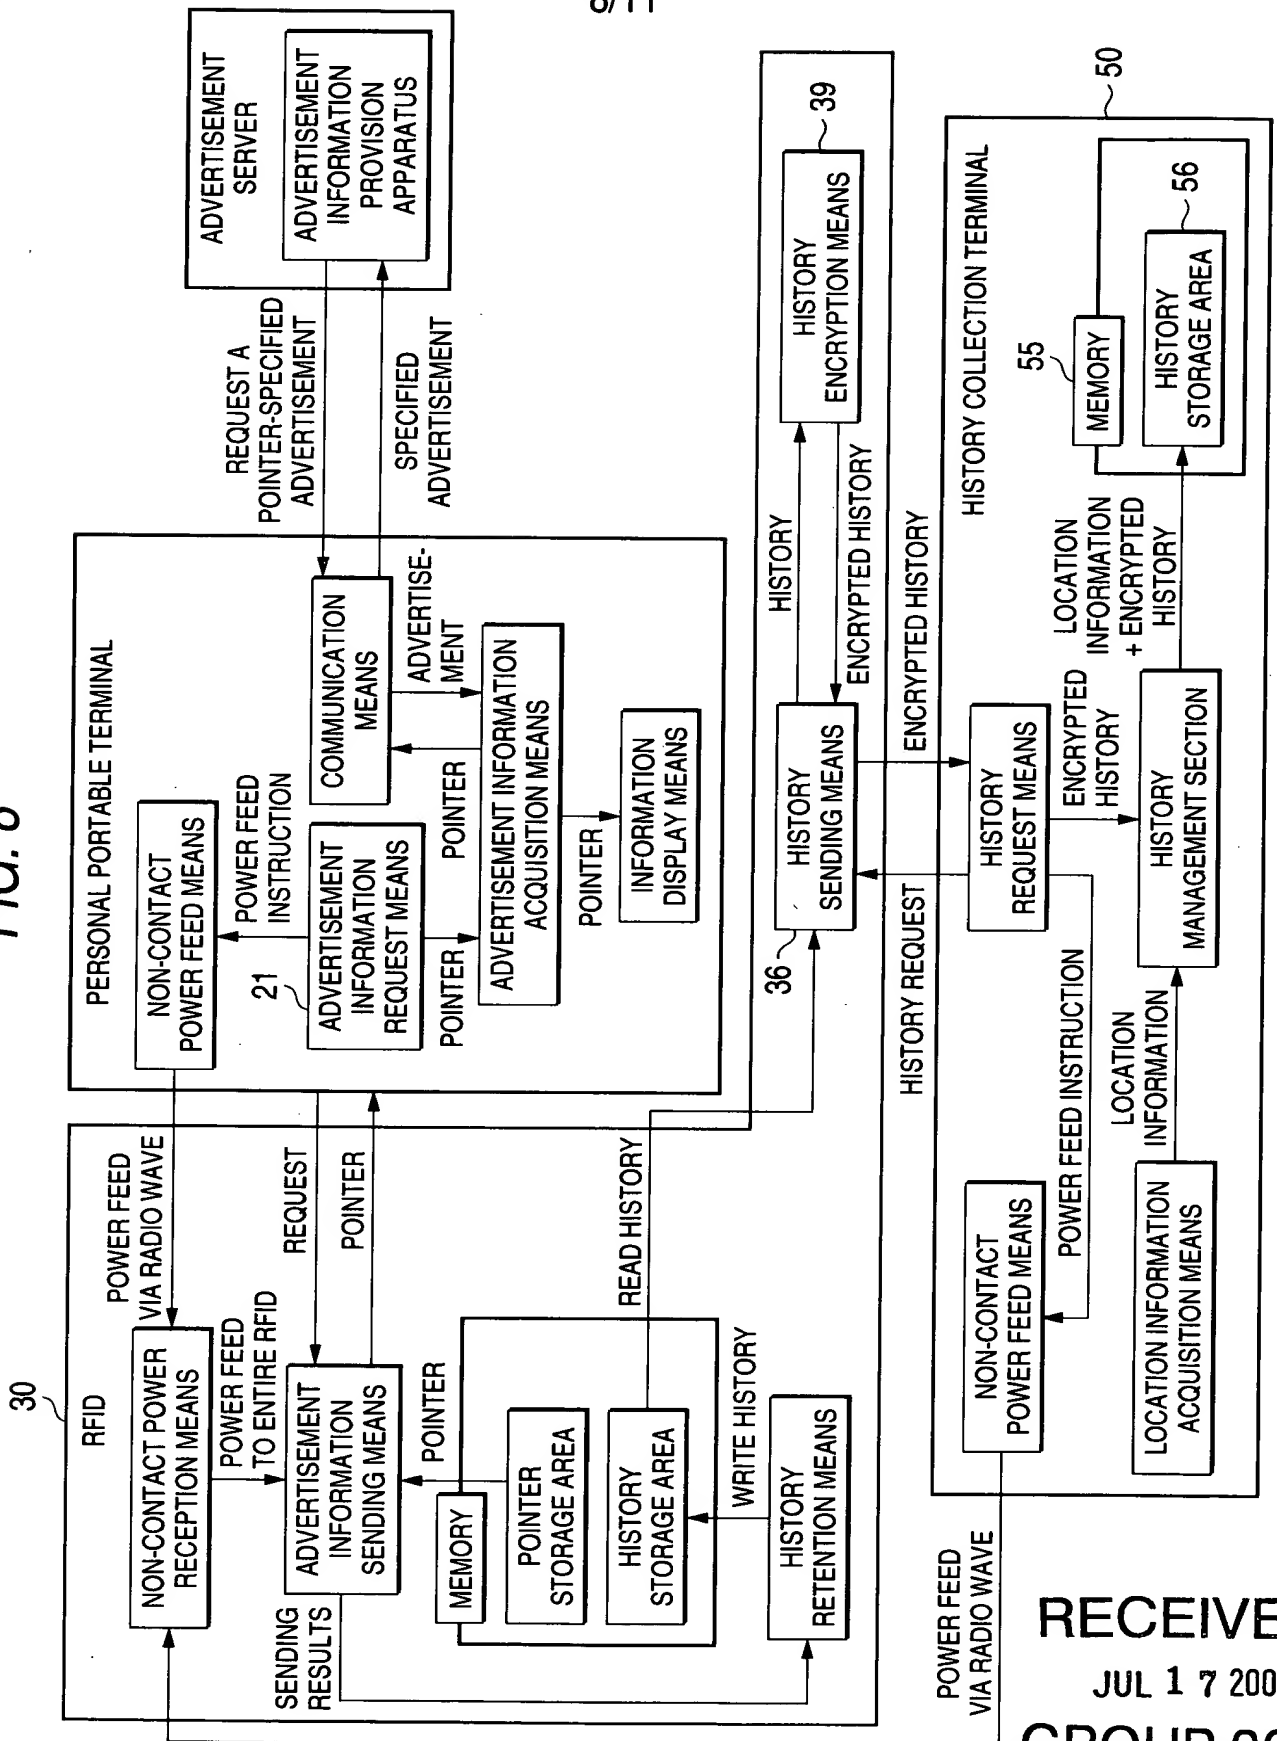 8/11
FIG. 8
30
RFID
NON-CONTACT POWER
RECEPTION MEANS
POWER FEED
VIA RADIO WAVE
POWER FEED
TO ENTIRE RFID
ADVERTISEMENT
INFORMATION
SENDING MEANS
SENDING
RESULTS
REQUEST
POINTER
POINTER
MEMORY
POINTER
STORAGE AREA
HISTORY
STORAGE AREA
READ HISTORY
WRITE HISTORY
HISTORY
RETENTION MEANS
PERSONAL PORTABLE TERMINAL
NON-CONTACT
POWER FEED MEANS
POWER FEED
INSTRUCTION
21
ADVERTISEMENT
INFORMATION
REQUEST MEANS
POINTER
COMMUNICATION
MEANS
ADVERTISE-
MENT
POINTER
ADVERTISEMENT INFORMATION
ACQUISITION MEANS
POINTER
INFORMATION
DISPLAY MEANS
ADVERTISEMENT
SERVER
ADVERTISEMENT
INFORMATION
PROVISION
APPARATUS
REQUEST A
POINTER-SPECIFIED
ADVERTISEMENT
SPECIFIED
ADVERTISEMENT
36
HISTORY
SENDING MEANS
HISTORY
ENCRYPTED HISTORY
39
HISTORY
ENCRYPTION MEANS
HISTORY REQUEST
ENCRYPTED HISTORY
50
HISTORY COLLECTION TERMINAL
NON-CONTACT
POWER FEED MEANS
POWER FEED
VIA RADIO WAVE
POWER FEED INSTRUCTION
HISTORY
REQUEST MEANS
ENCRYPTED
HISTORY
LOCATION INFORMATION
ACQUISITION MEANS
LOCATION
INFORMATION
HISTORY
MANAGEMENT SECTION
LOCATION
INFORMATION
+ ENCRYPTED
HISTORY
55
MEMORY
56
HISTORY
STORAGE AREA
RECEIVE
JUL 1 7 200